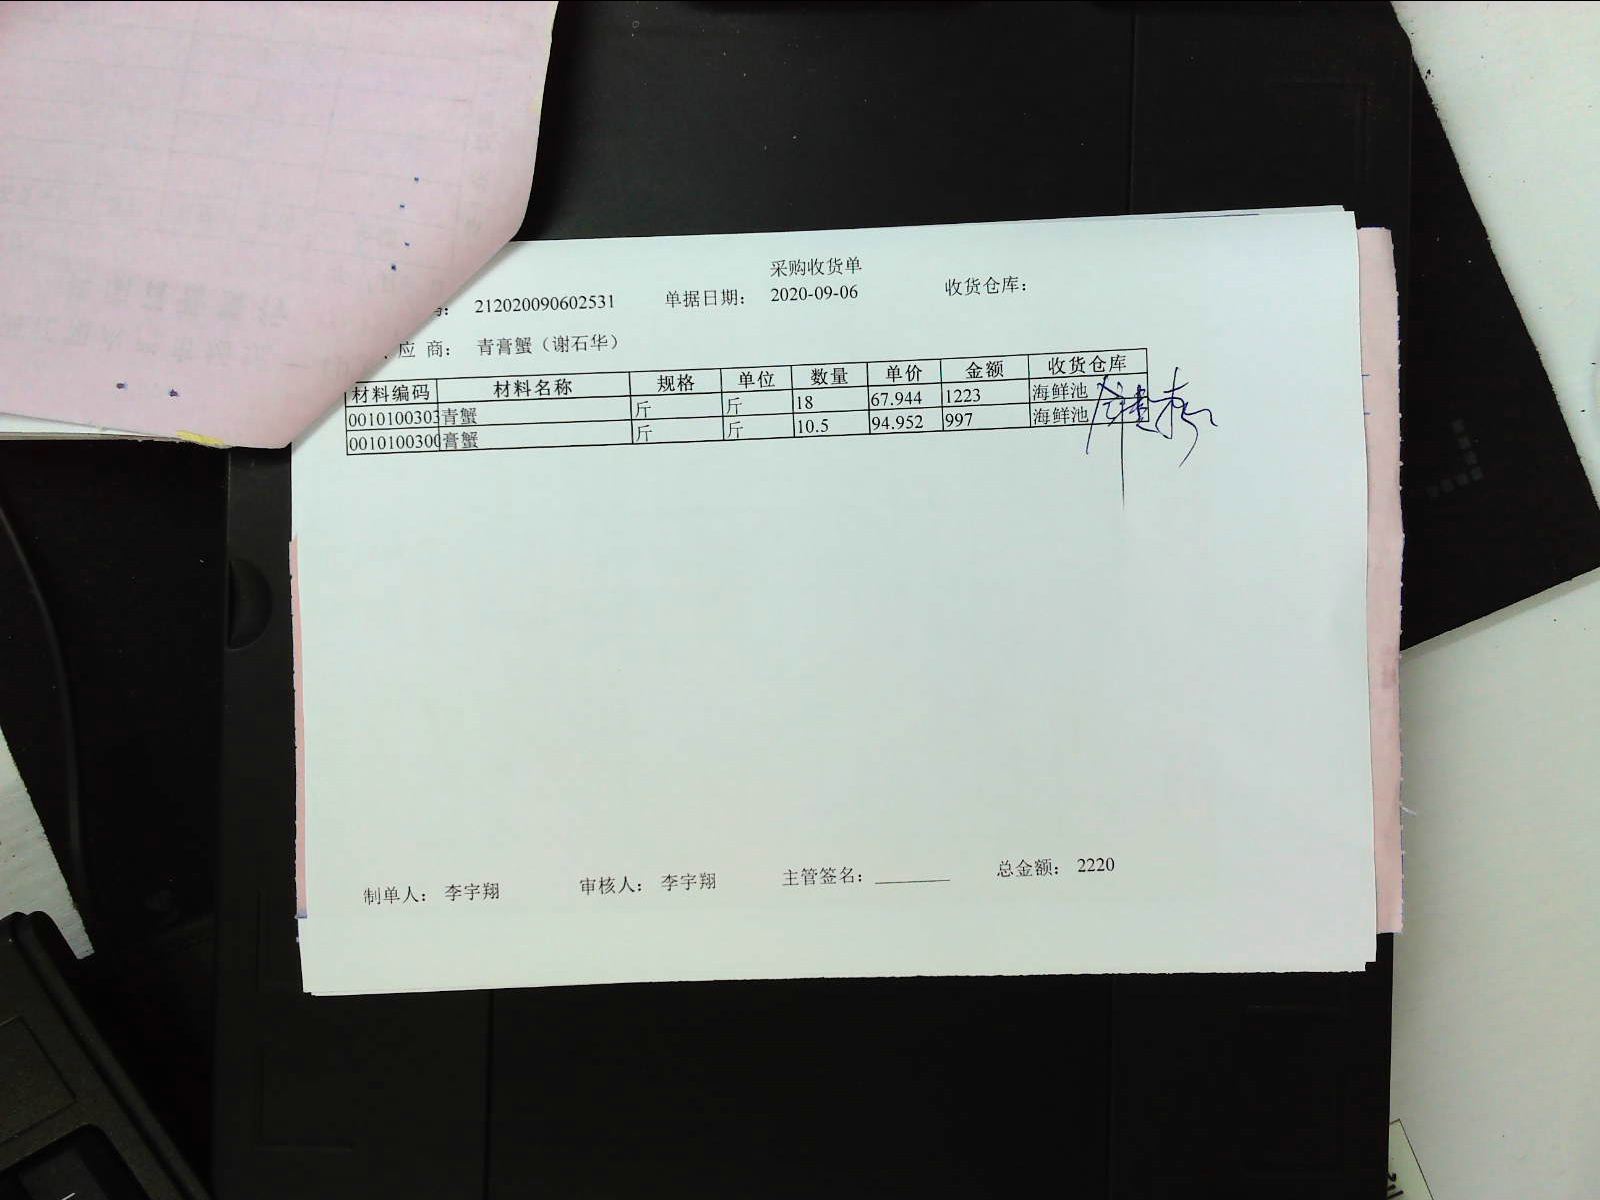 采购收货单
212020090602531 单据日期： 2020-09-06 收货仓库：
应 商： 青膏蟹（谢石华）
材料编码 材料名称 规格 单位 数量 单价 金额 收货仓库
0010100303 青蟹 斤 斤 18 67.944 1223 海鲜池
0010100300 膏蟹 斤 斤 10.5 94.952 997 海鲜池
制单人： 李宇翔 审核人： 李宇翔 主管签名： 总金额： 2220